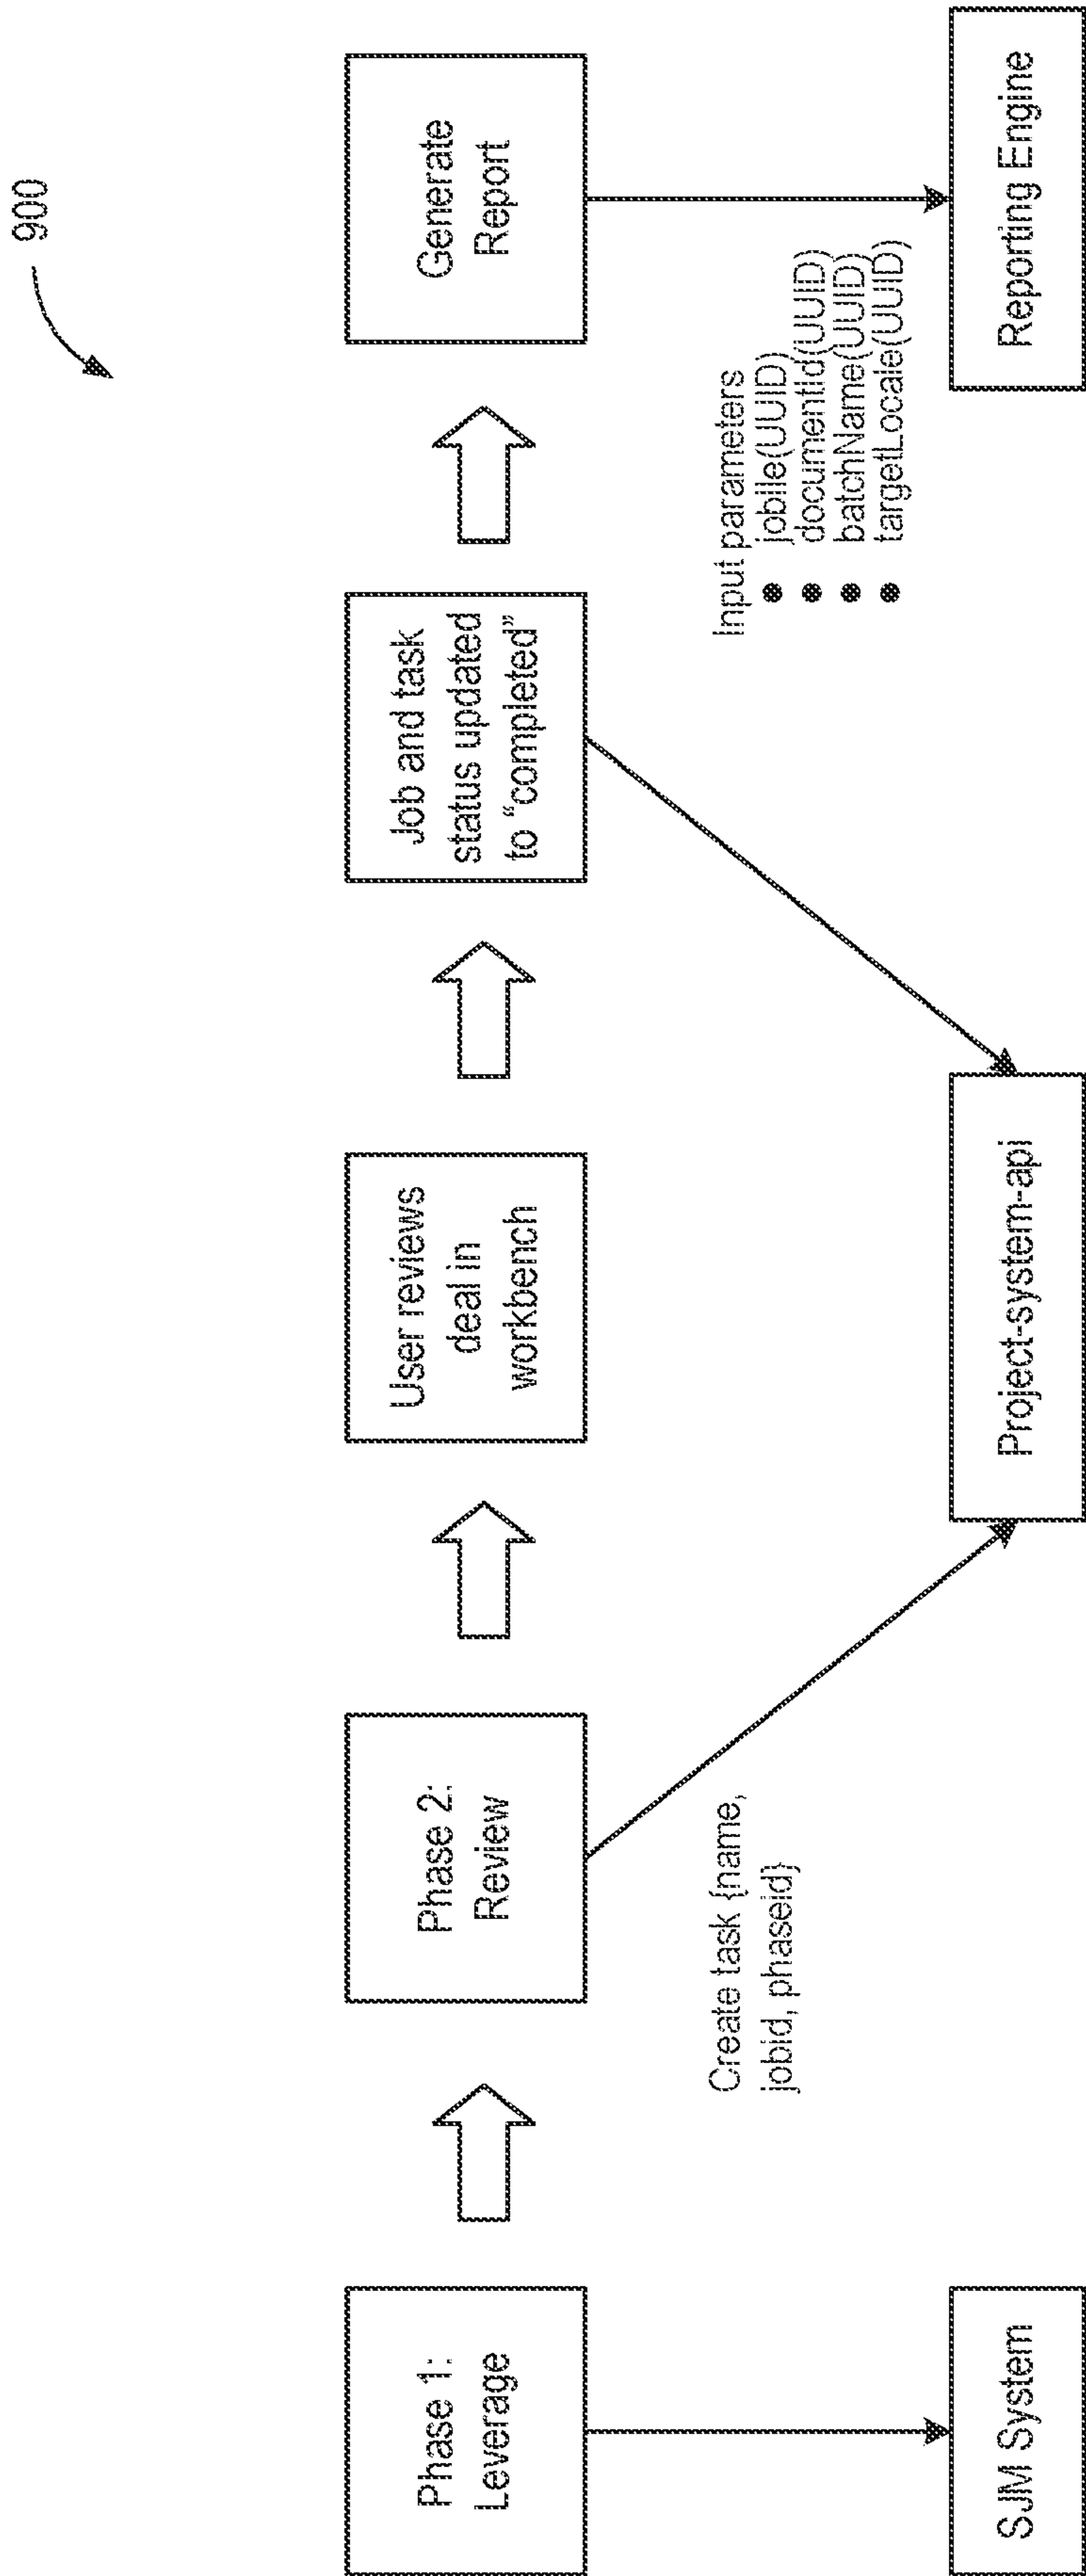 900
Phase 1:
Leverage
Phase 2:
Review
User reviews
deal in
workbench
Job and task
status updated
to “completed”
Generate
Report
Create task {name,
jobid, phaseid}
Input parameters
● jobIe(UUID)
● documentId(UUID)
● batchName(UUID)
● targetLocale(UUID)
SJM System
Project-system-api
Reporting Engine